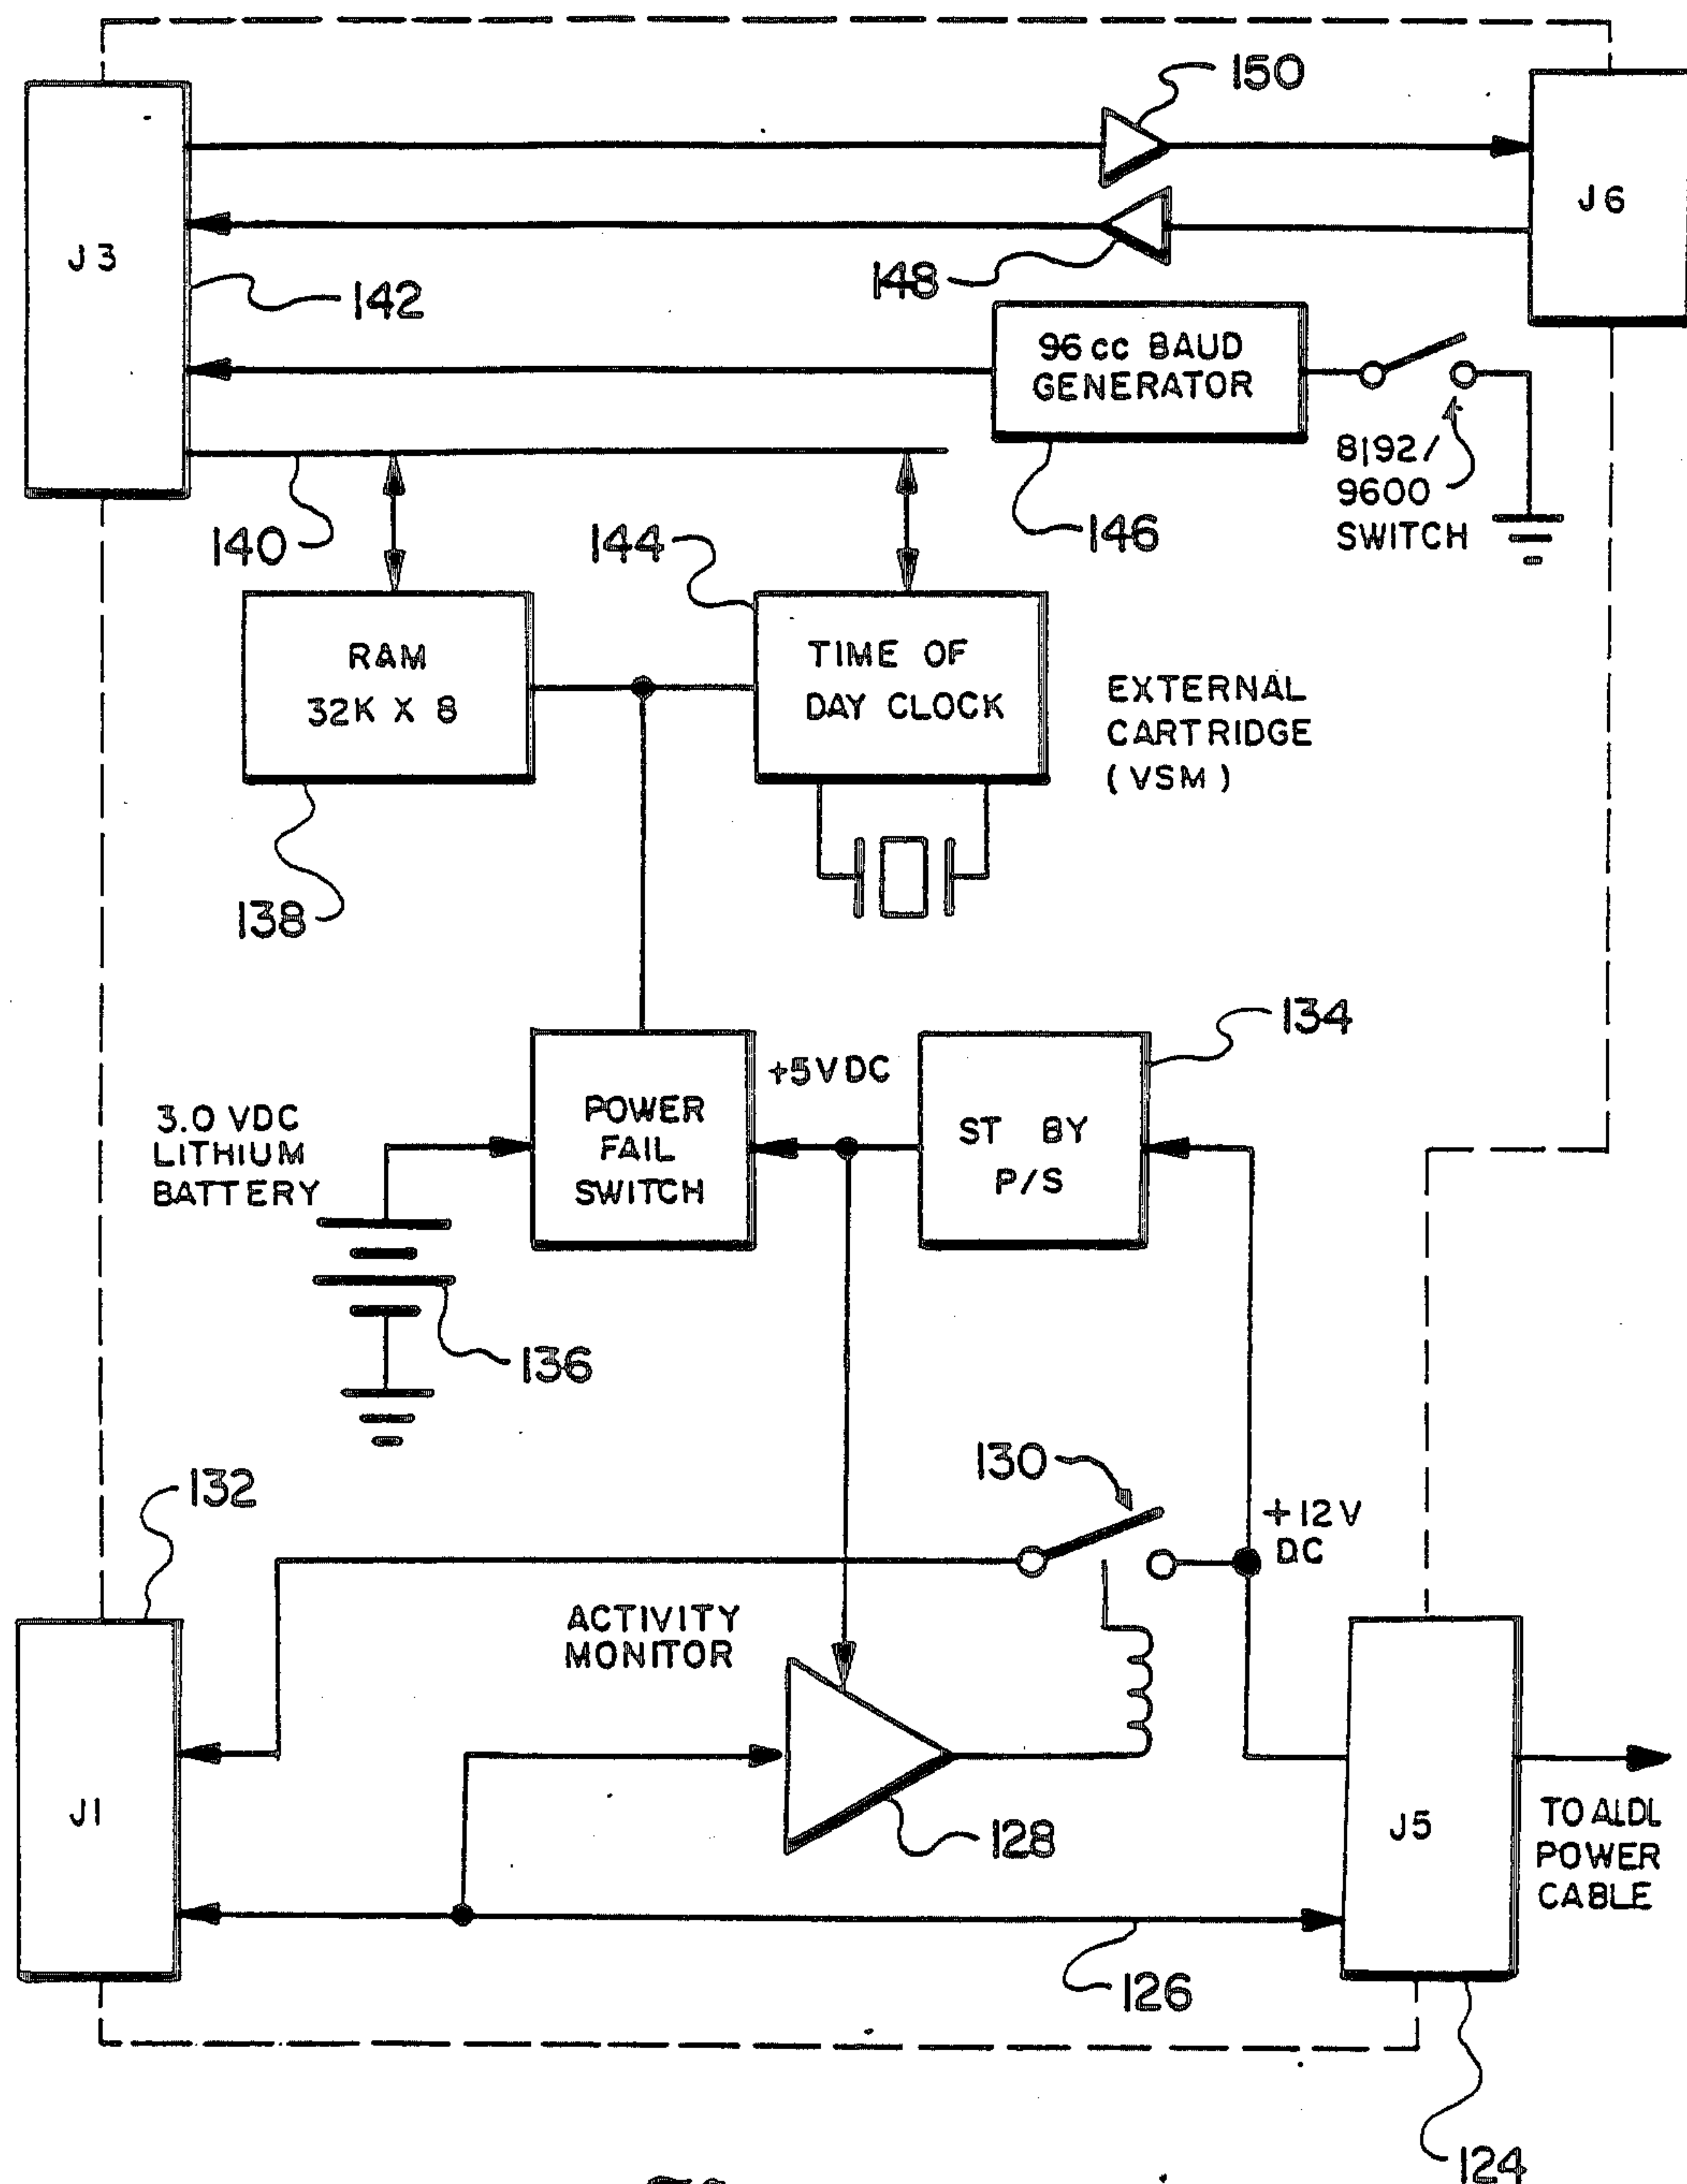 150
J3
J6
148
142
96cc BAUD
GENERATOR
8192/
9600
SWITCH
140
144
146
RAM
32K X 8
TIME OF
DAY CLOCK
EXTERNAL
CARTRIDGE
(VSM)
138
134
+5VDC
3.0 VDC
LITHIUM
BATTERY
POWER
FAIL
SWITCH
ST BY
P/S
136
130
132
+12V
DC
ACTIVITY
MONITOR
J1
128
J5
TO ALDL
POWER
CABLE
126
124